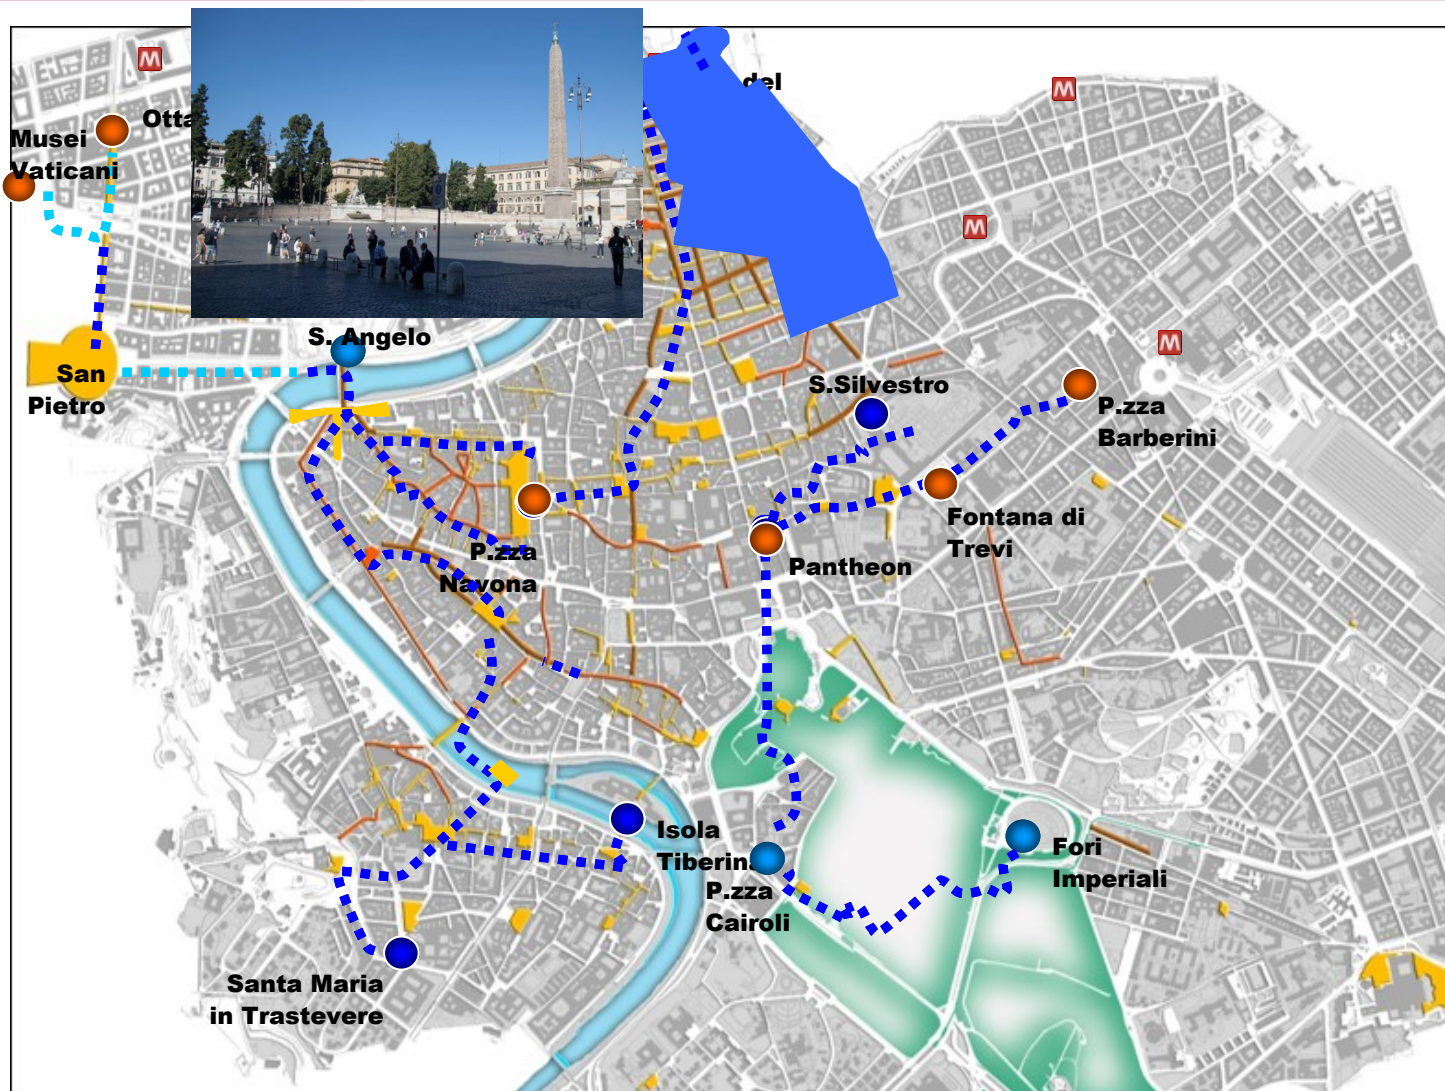 M
M
M
M
del
Musei
Vaticani
Otta
S. Angelo
San
Pietro
S.Silvestro
P.zza
Barberini
Fontana di
Trevi
P.zza
Navona
Pantheon
Isola
Tiberina
P.zza
Cairoli
Fori
Imperiali
Santa Maria
in Trastevere